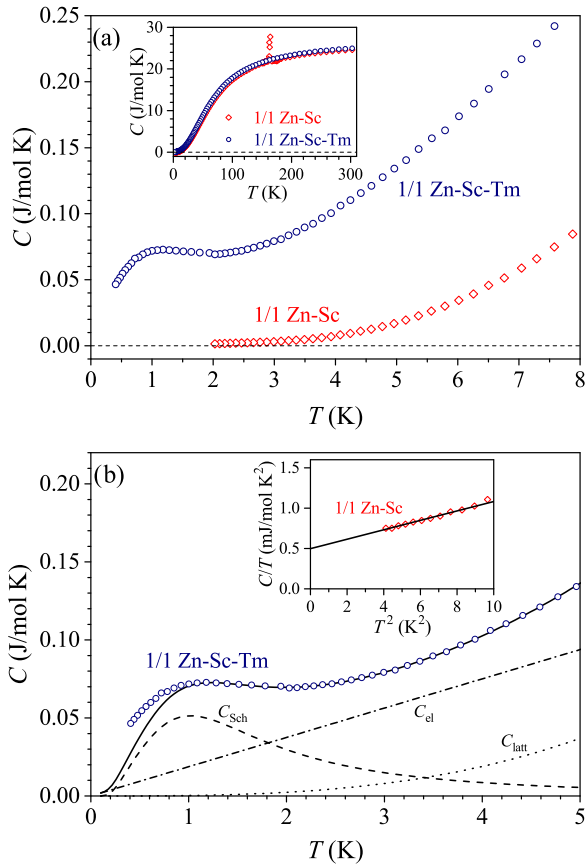 (a)
C (J/mol K)
0.25
0.20
0.15
0.10
0.05
0.00
0 1 2 3 4 5 6 7 8
T (K)
1/1 Zn-Sc-Tm
1/1 Zn-Sc
C (J/mol K)
30
20
10
0
0 100 200 300
T (K)
1/1 Zn-Sc
1/1 Zn-Sc-Tm
(b)
C (J/mol K)
0.20
0.15
0.10
0.05
0.00
0 1 2 3 4 5
T (K)
1/1 Zn-Sc-Tm
C_Sch
C_el
C_latt
C/T (mJ/mol K²)
1.5
1.0
0.5
0.0
0 2 4 6 8 10
T² (K²)
1/1 Zn-Sc